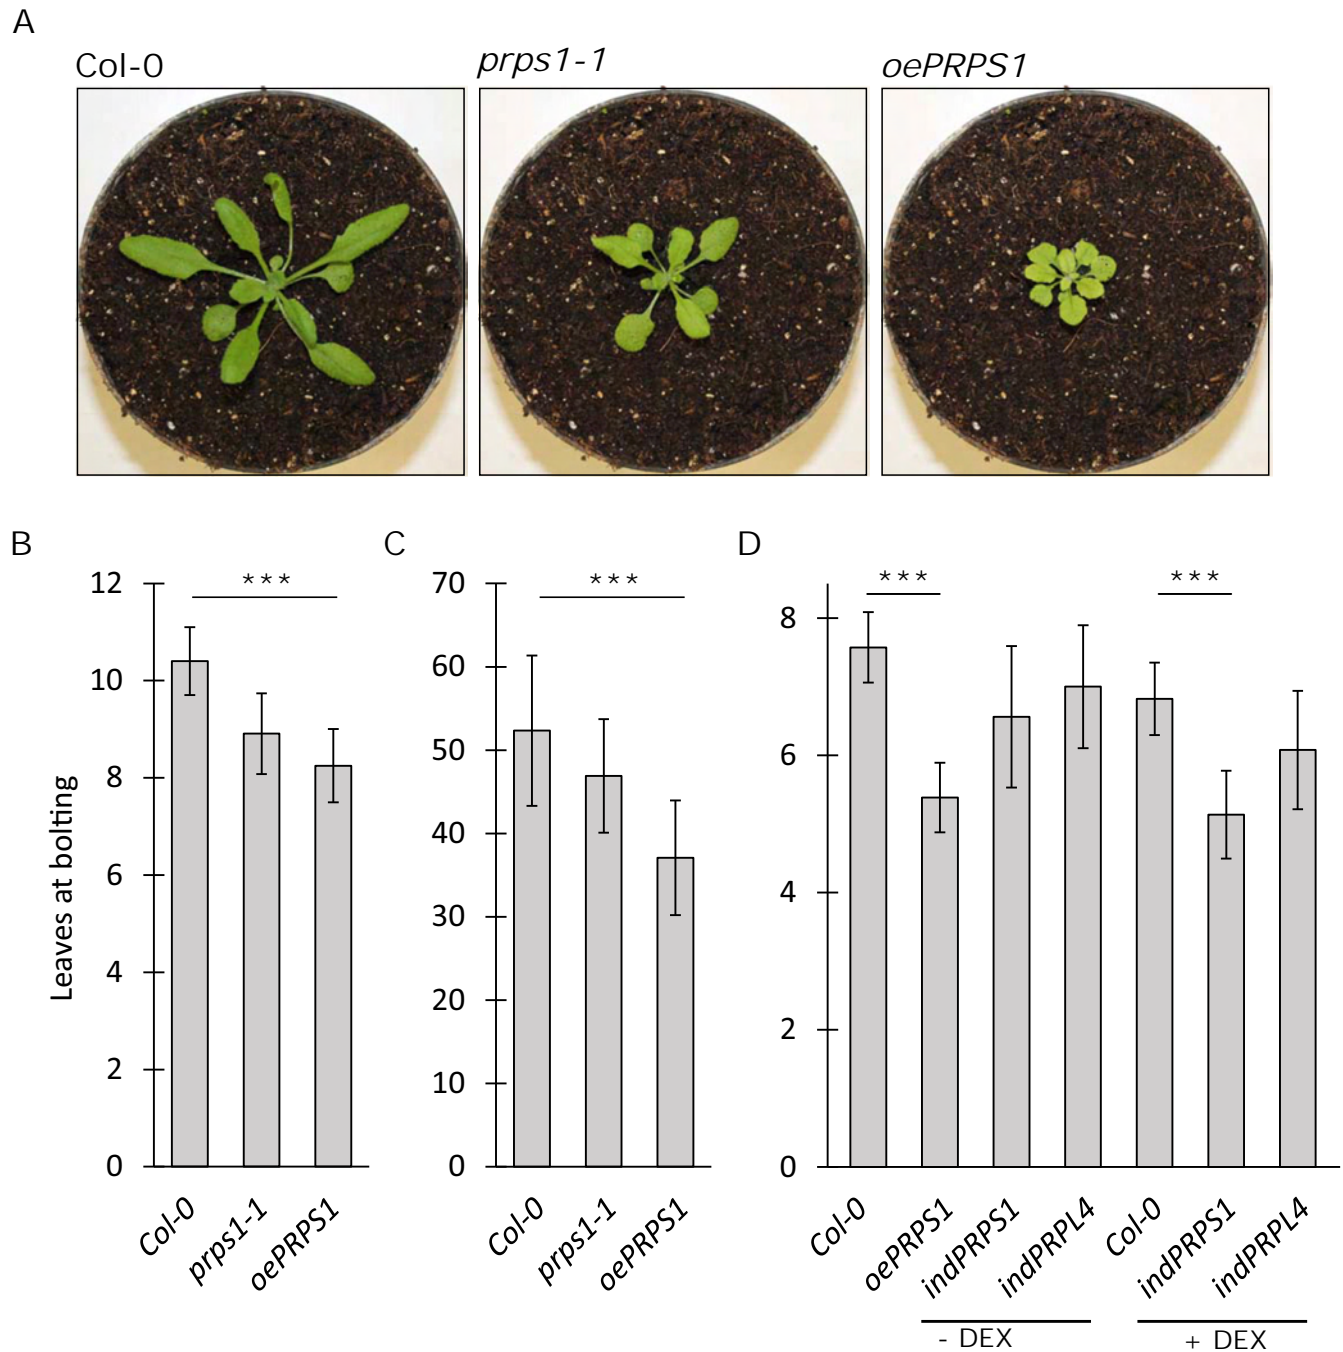 A
Col-0
prps1-1
oePRPS1
B
C
D
***
***
***
***
Leaves at bolting
12
10
8
6
4
2
0
70
60
50
40
30
20
10
0
8
6
4
2
0
Col-0
prps1-1
oePRPS1
Col-0
prps1-1
oePRPS1
Col-0
oePRPS1
indPRPS1
indPRPL4
Col-0
indPRPS1
indPRPL4
- DEX
+ DEX